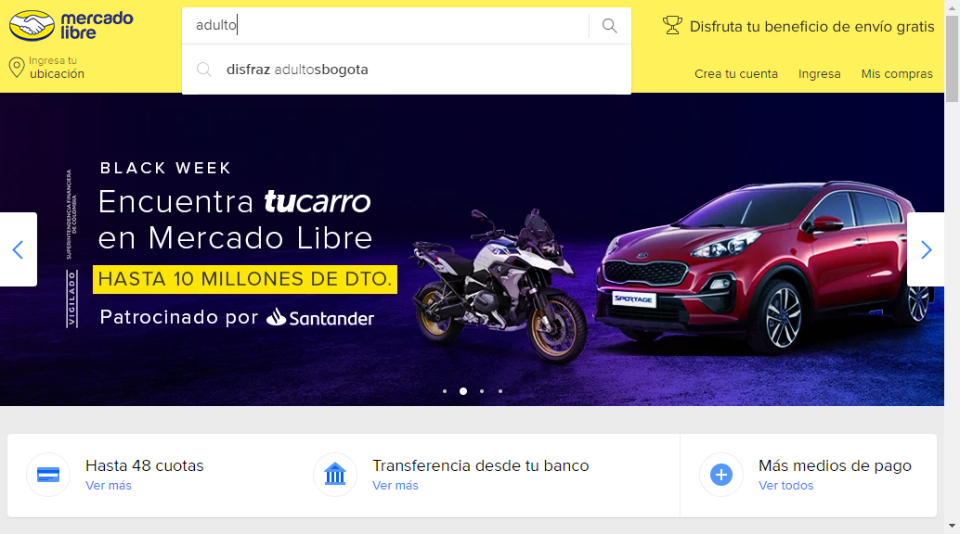 mercado
libre
adulto
Disfruta tu beneficio de envío gratis
Ingresa tu
ubicación
disfraz adultosbogota
Crea tu cuenta
Ingresa
Mis compras
BLACK WEEK
Encuentra tucarro
en Mercado Libre
HASTA 10 MILLONES DE DTO.
Patrocinado por Santander
VIGILADO
SUPERINTENDENCIA FINANCIERA
DE COLOMBIA
SPORTAGE
Hasta 48 cuotas
Ver más
Transferencia desde tu banco
Ver más
Más medios de pago
Ver todos